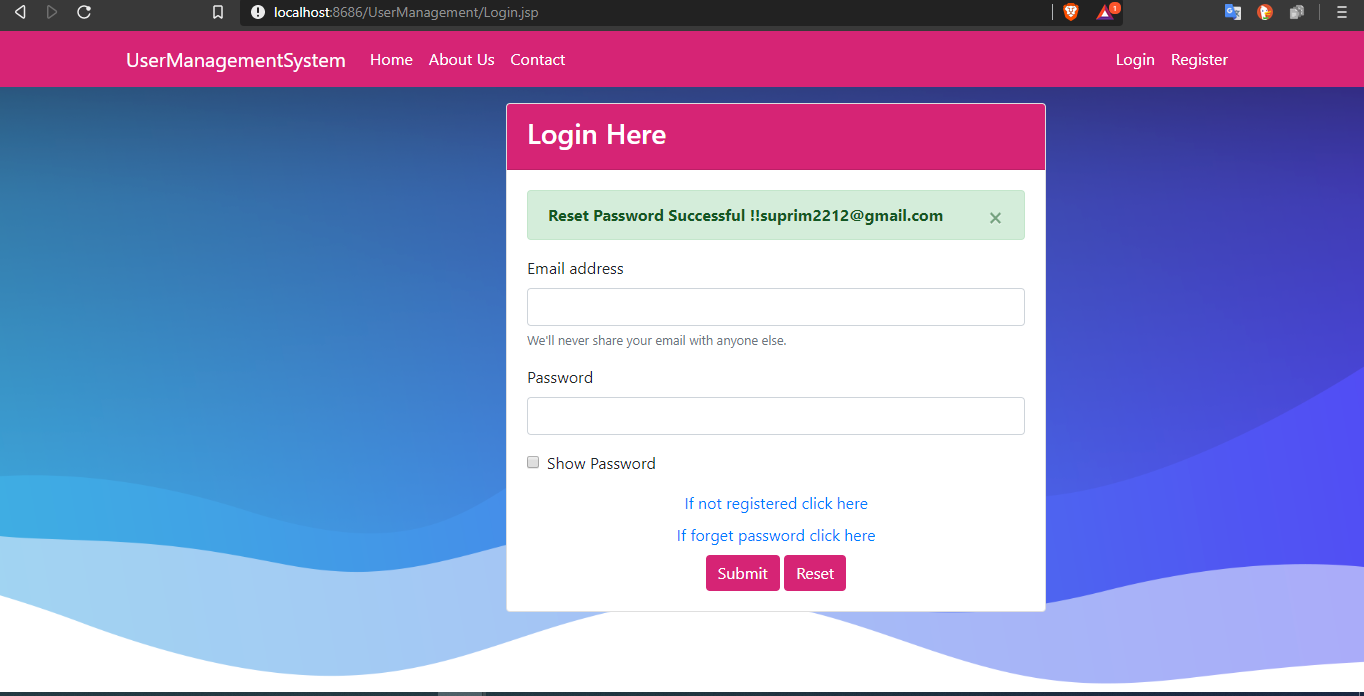 localhost:8686/UserManagement/Login.jsp
1
UserManagementSystem Home About Us Contact Login Register
Login Here
Reset Password Successful !!suprim2212@gmail.com ×
Email address
We'll never share your email with anyone else.
Password
Show Password
If not registered click here
If forget password click here
Submit Reset